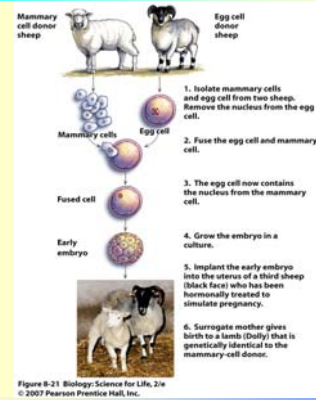 Mammary
cell donor
sheep
Egg cell
donor
sheep
1. Isolate mammary cells
and egg cell from two sheep.
Remove the nucleus from the egg
cell.
Mammary cells
Egg cell
2. Fuse the egg cell and mammary
cell.
3. The egg cell now contains
the nucleus from the mammary
cell.
Fused cell
4. Grow the embryo in a
culture.
Early
embryo
5. Implant the early embryo
into the uterus of a third sheep
(black face) who has been
hormonally treated to
simulate pregnancy.
6. Surrogate mother gives
birth to a lamb (Dolly) that is
genetically identical to the
mammary-cell donor.
Figure 8-21 Biology: Science for Life, 2/e
© 2007 Pearson Prentice Hall, Inc.